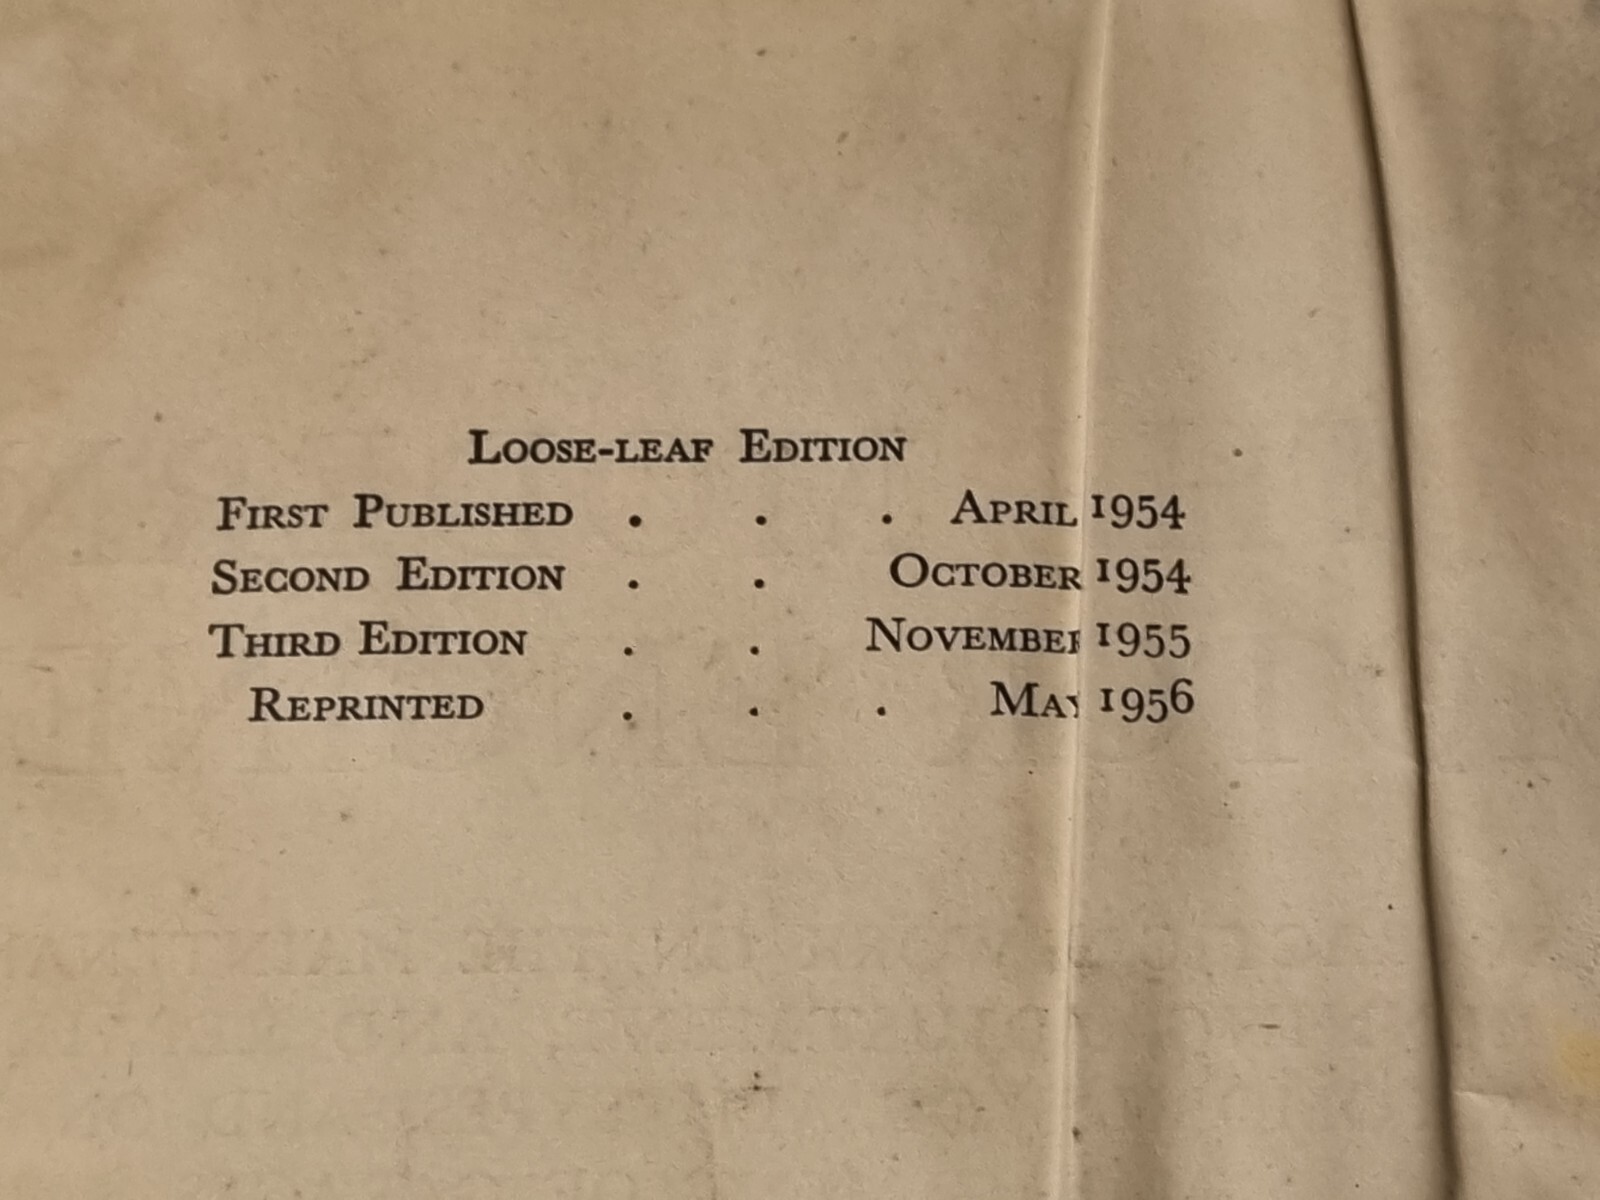 Loose-leaf Edition
First Published . . . April 1954
Second Edition . . October 1954
Third Edition . . November 1955
Reprinted . . . May 1956